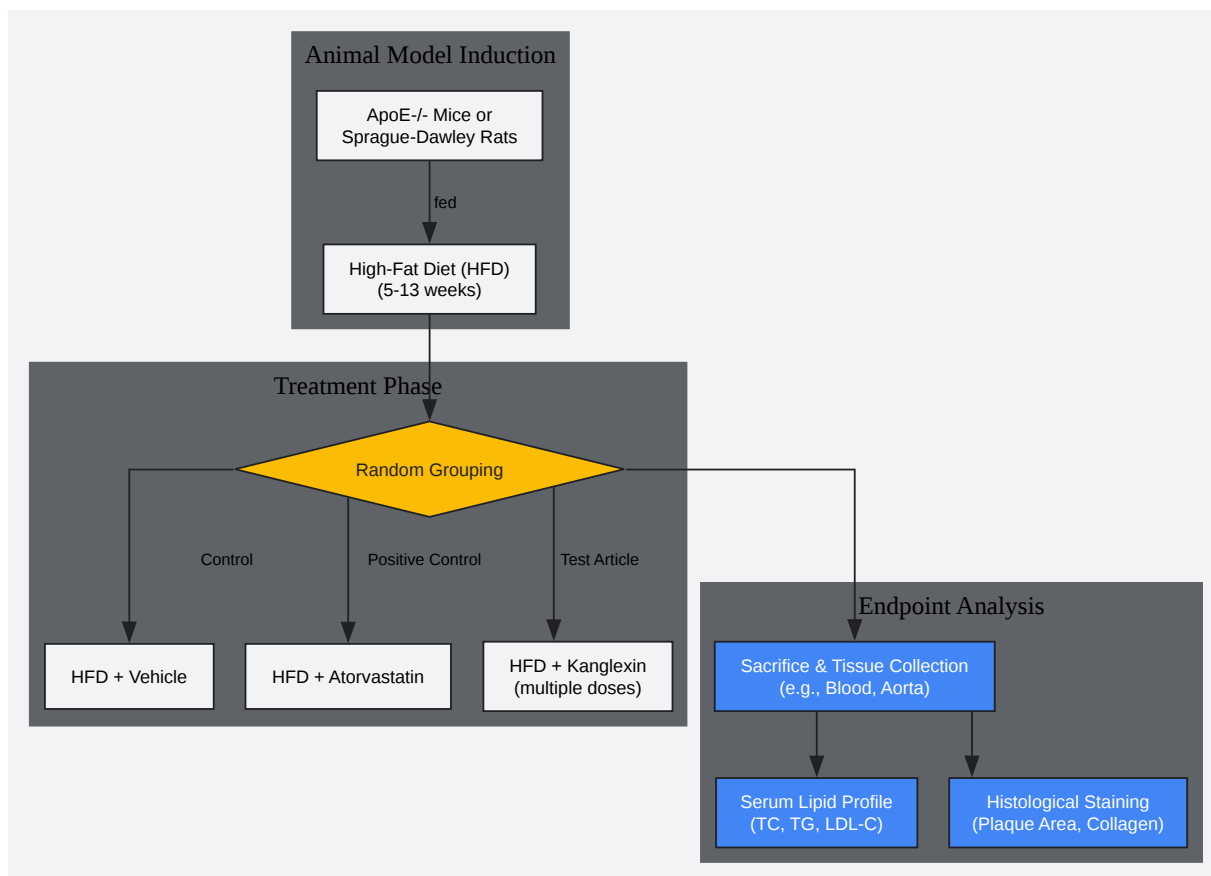 Animal Model Induction
ApoE-/- Mice or
Sprague-Dawley Rats
fed
High-Fat Diet (HFD)
(5-13 weeks)
Treatment Phase
Random Grouping
Control
Positive Control
Test Article
HFD + Vehicle
HFD + Atorvastatin
HFD + Kanglexin
(multiple doses)
Endpoint Analysis
Sacrifice & Tissue Collection
(e.g., Blood, Aorta)
Serum Lipid Profile
(TC, TG, LDL-C)
Histological Staining
(Plaque Area, Collagen)